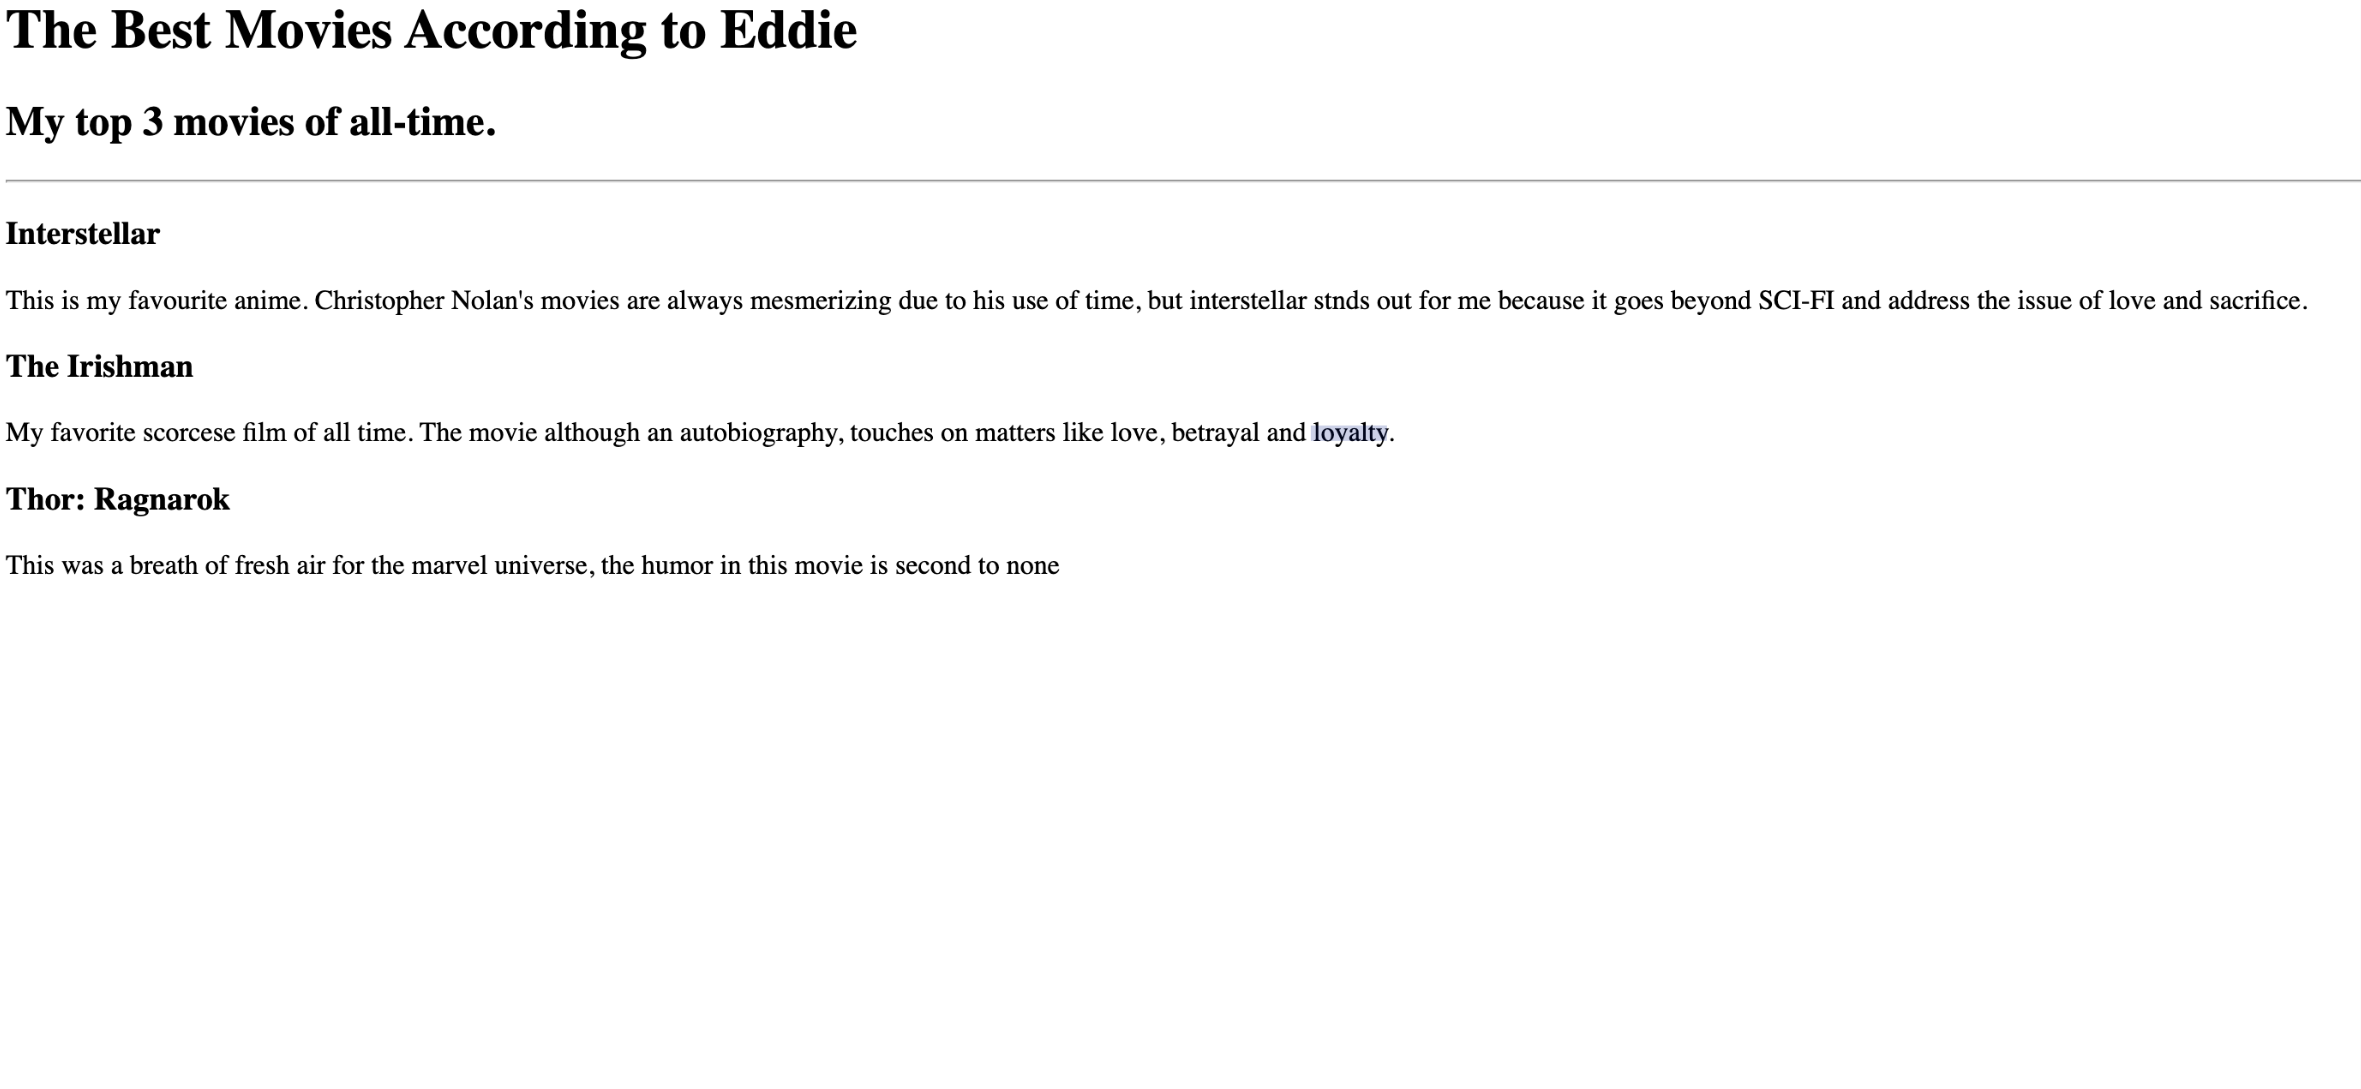 The Best Movies According to Eddie
My top 3 movies of all-time.
Interstellar
This is my favourite anime. Christopher Nolan's movies are always mesmerizing due to his use of time, but interstellar stnds out for me because it goes beyond SCI-FI and address the issue of love and sacrifice.
The Irishman
My favorite scorcese film of all time. The movie although an autobiography, touches on matters like love, betrayal and loyalty.
Thor: Ragnarok
This was a breath of fresh air for the marvel universe, the humor in this movie is second to none